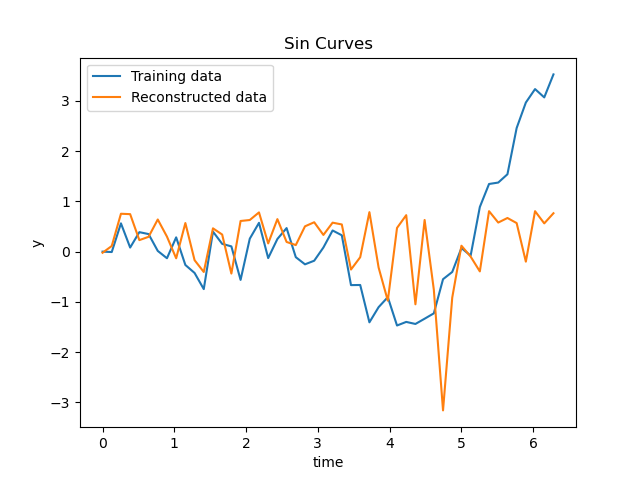 Sin Curves
Training data
Reconstructed data
3
2
1
0
−1
−2
−3
y
0 1 2 3 4 5 6
time